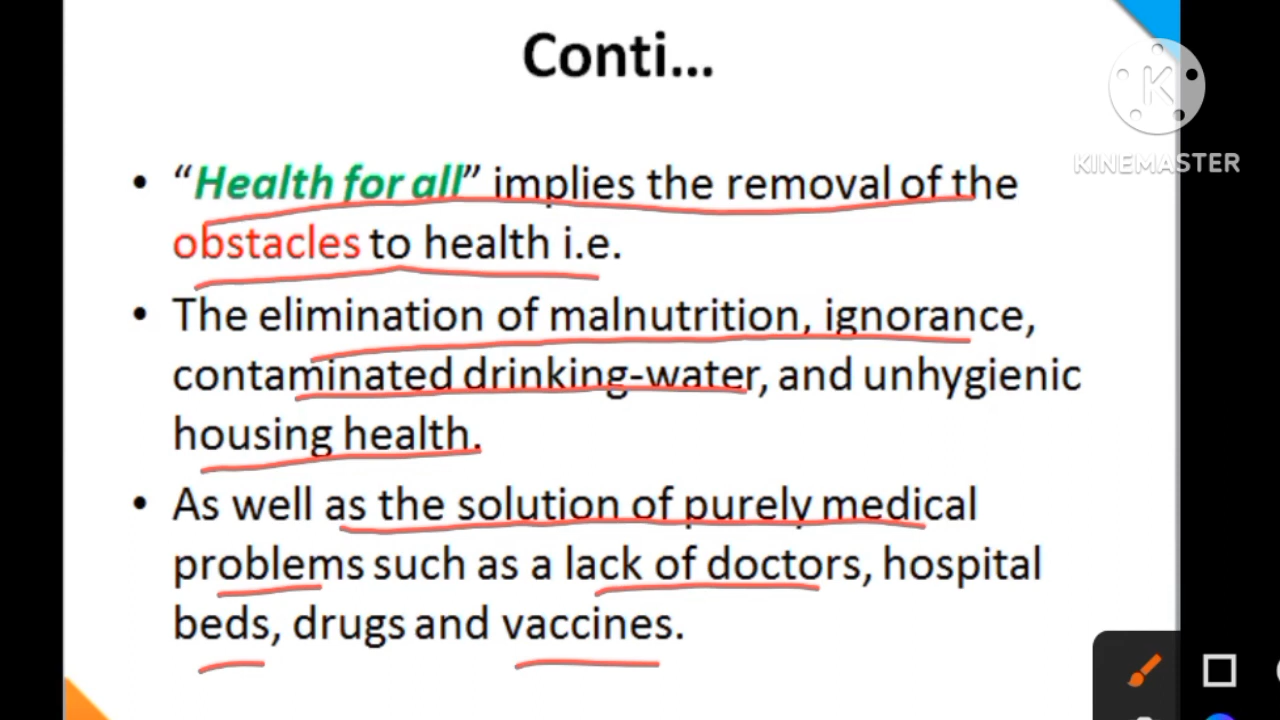 Conti...
KINEMASTER
• “Health for all” implies the removal of the
obstacles to health i.e.
• The elimination of malnutrition, ignorance,
contaminated drinking-water, and unhygienic
housing health.
• As well as the solution of purely medical
problems such as a lack of doctors, hospital
beds, drugs and vaccines.